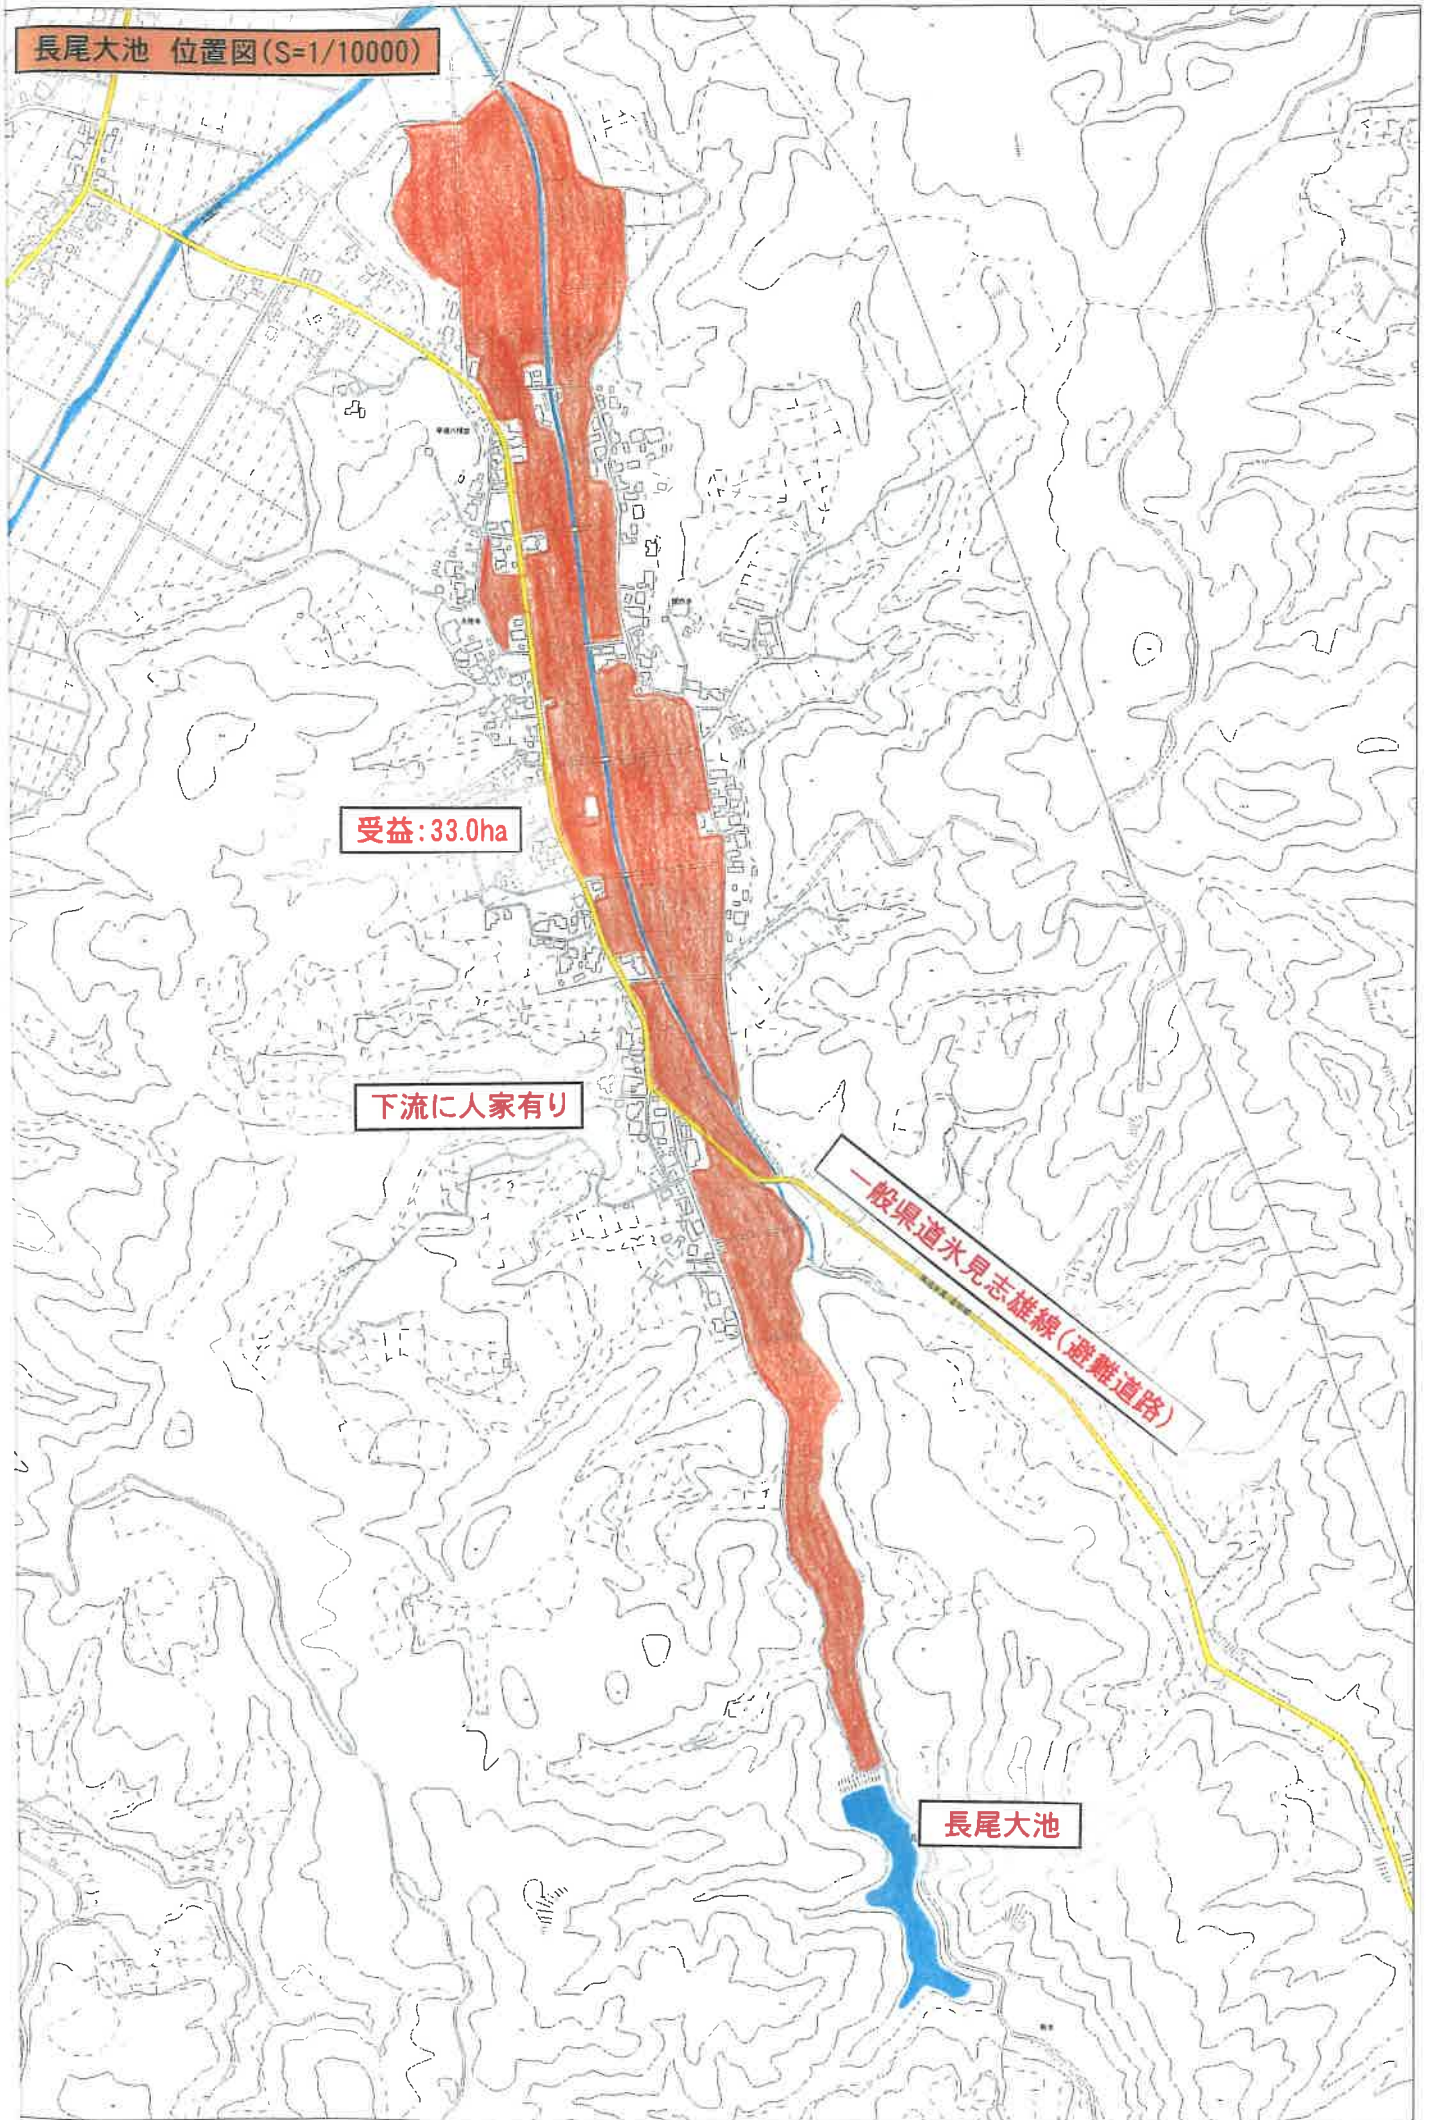 長尾大池 位置図(S=1/10000)
受益:33.0ha
下流に人家有り
一般県道氷見志雄線(避難道路)
長尾大池